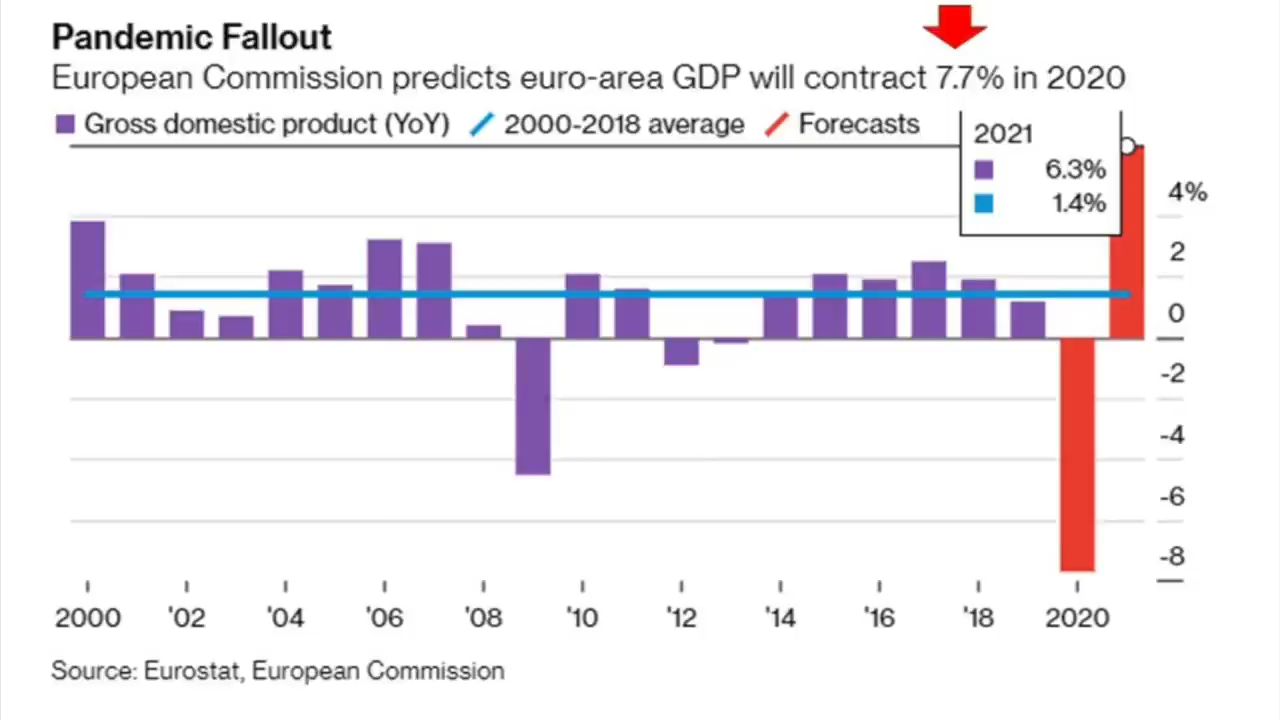 Pandemic Fallout
European Commission predicts euro-area GDP will contract 7.7% in 2020
Gross domestic product (YoY) 2000-2018 average Forecasts
2021
6.3%
1.4%
4%
2
0
-2
-4
-6
-8
2000 '02 '04 '06 '08 '10 '12 '14 '16 '18 2020
Source: Eurostat, European Commission